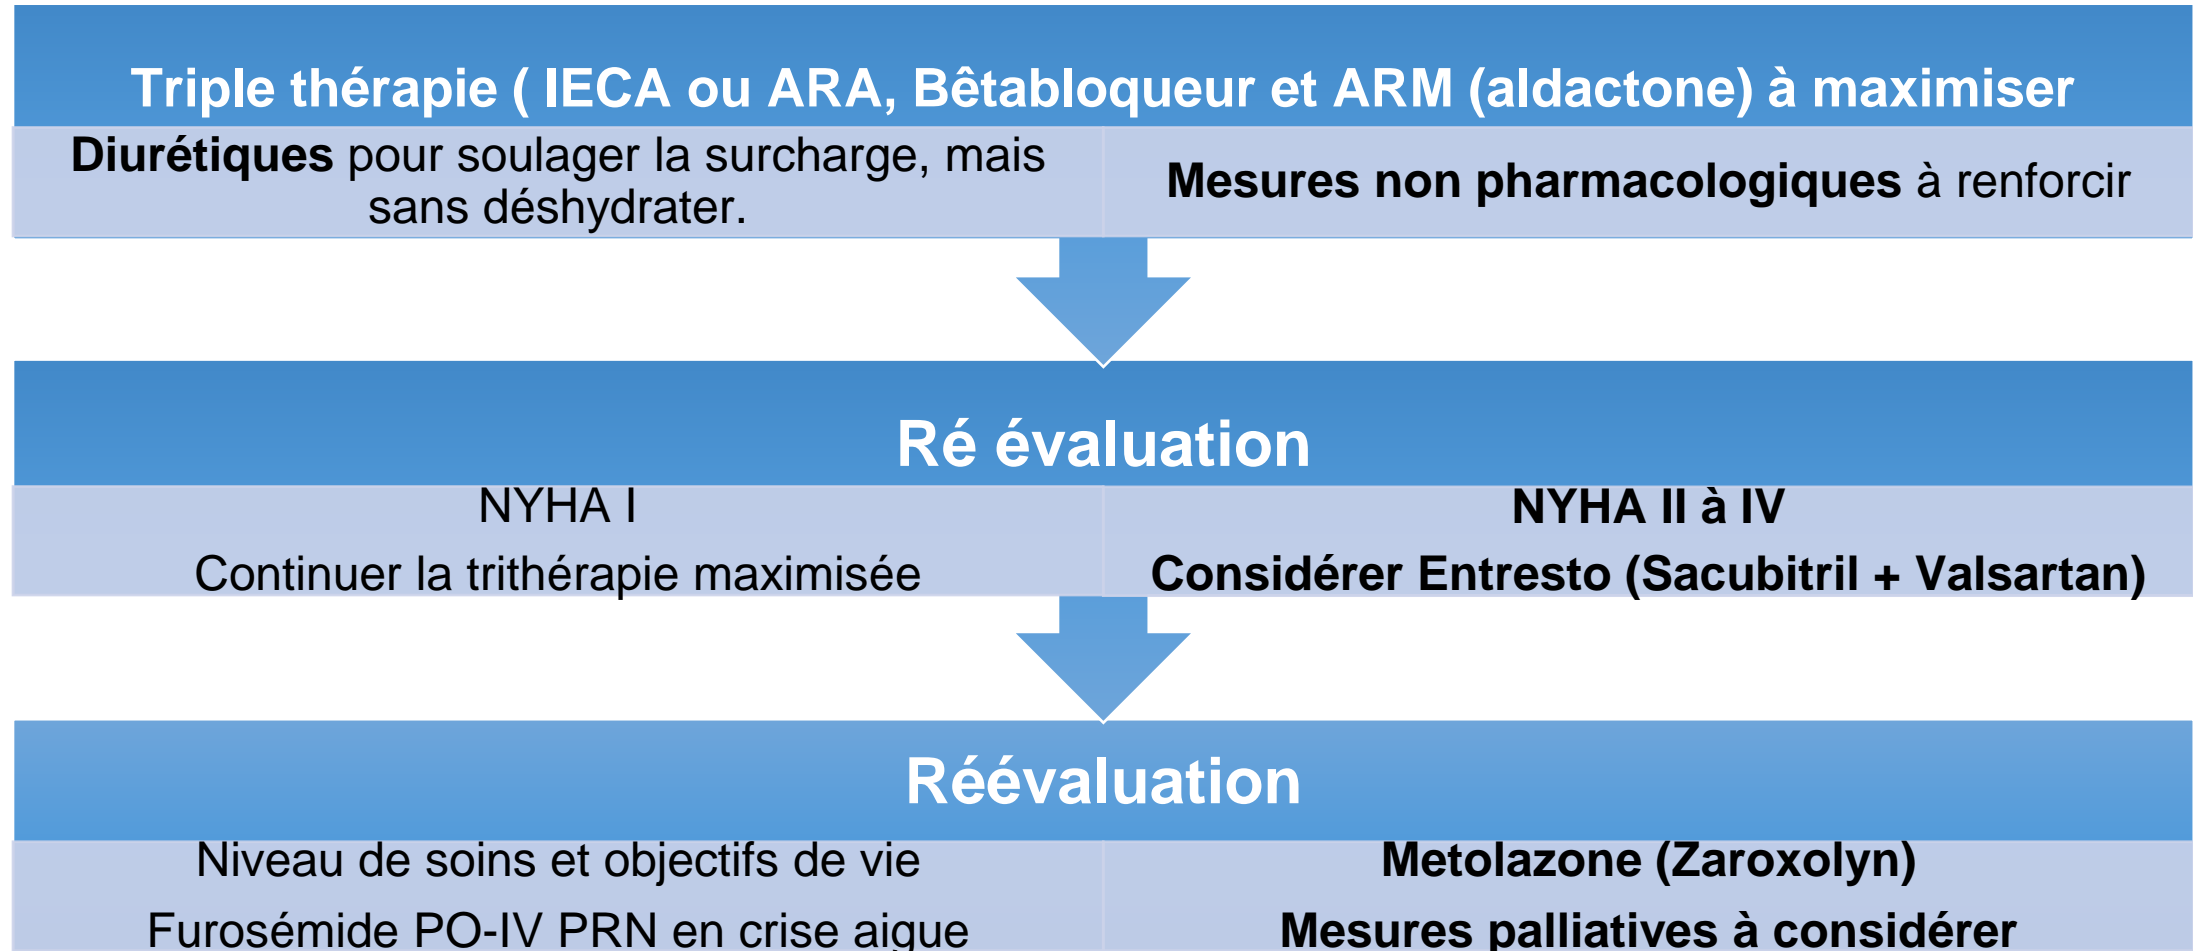 Triple thérapie ( IECA ou ARA, Bêtabloqueur et ARM (aldactone) à maximiser
Diurétiques pour soulager la surcharge, mais
sans déshydrater.
Mesures non pharmacologiques à renforcir
Ré évaluation
NYHA I
Continuer la trithérapie maximisée
NYHA II à IV
Considérer Entresto (Sacubitril + Valsartan)
Réévaluation
Niveau de soins et objectifs de vie
Furosémide PO-IV PRN en crise aigue
Metolazone (Zaroxolyn)
Mesures palliatives à considérer